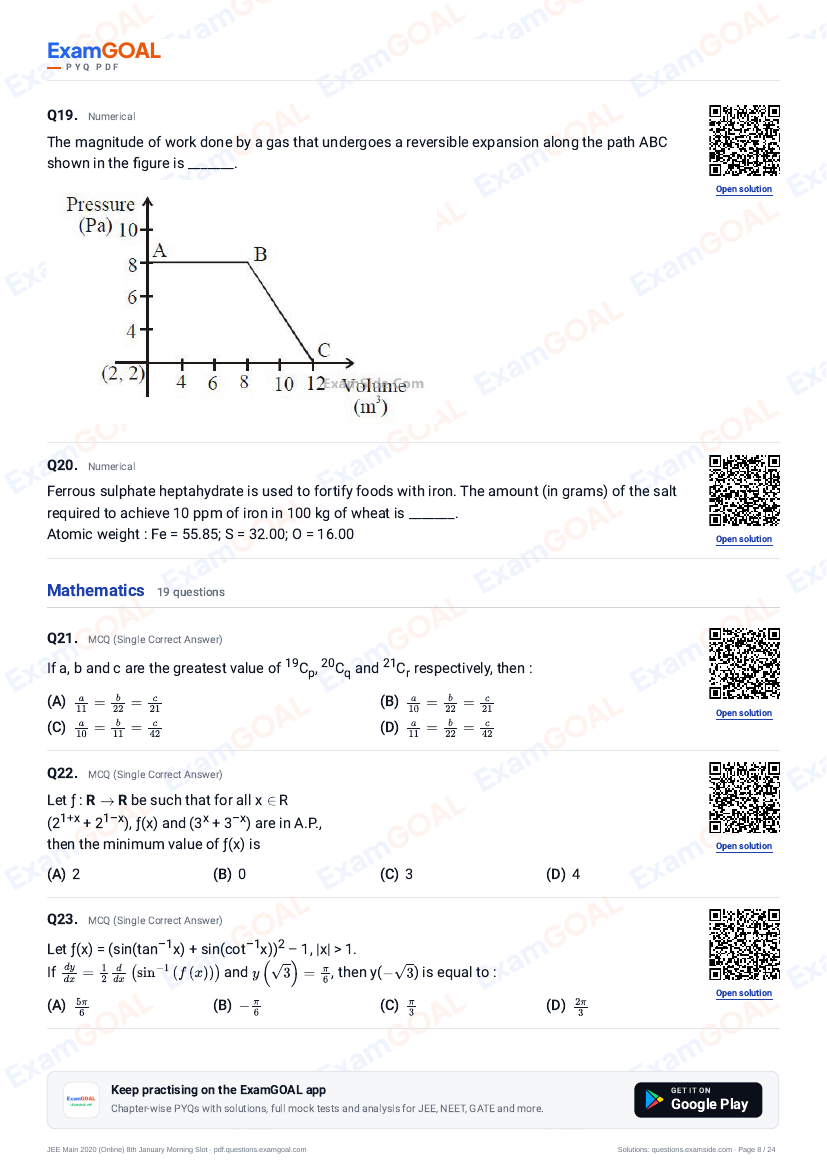 ExamGOAL
PYQ PDF
Q19. Numerical
The magnitude of work done by a gas that undergoes a reversible expansion along the path ABC
shown in the figure is _______.
Open solution
Pressure
(Pa) 10
A
B
8
6
4
C
(2, 2)
4 6 8 10 12 Volume
ExamSide.Com
(m³)
Q20. Numerical
Ferrous sulphate heptahydrate is used to fortify foods with iron. The amount (in grams) of the salt
required to achieve 10 ppm of iron in 100 kg of wheat is _______.
Atomic weight : Fe = 55.85; S = 32.00; O = 16.00
Open solution
Mathematics 19 questions
Q21. MCQ (Single Correct Answer)
If a, b and c are the greatest value of ¹⁹Cₚ, ²⁰C_q and ²¹Cᵣ respectively, then :
(A) a/11 = b/22 = c/21 (B) a/10 = b/22 = c/21
(C) a/10 = b/11 = c/42 (D) a/11 = b/22 = c/42
Open solution
Q22. MCQ (Single Correct Answer)
Let ƒ : R → R be such that for all x ∈ R
(2^(1+x) + 2^(1−x)), ƒ(x) and (3^x + 3^(−x)) are in A.P.,
then the minimum value of ƒ(x) is
(A) 2 (B) 0 (C) 3 (D) 4
Open solution
Q23. MCQ (Single Correct Answer)
Let ƒ(x) = (sin(tan⁻¹x) + sin(cot⁻¹x))² − 1, |x| > 1.
If dy/dx = 1/2 d/dx (sin⁻¹ (f (x))) and y(√3) = π/6, then y(−√3) is equal to :
(A) 5π/6 (B) −π/6 (C) π/3 (D) 2π/3
Open solution
Keep practising on the ExamGOAL app
Chapter-wise PYQs with solutions, full mock tests and analysis for JEE, NEET, GATE and more.
ExamGOAL
GET IT ON
Google Play
JEE Main 2020 (Online) 8th January Morning Slot · pdf.questions.examgoal.com
Solutions: questions.examside.com · Page 8 / 24